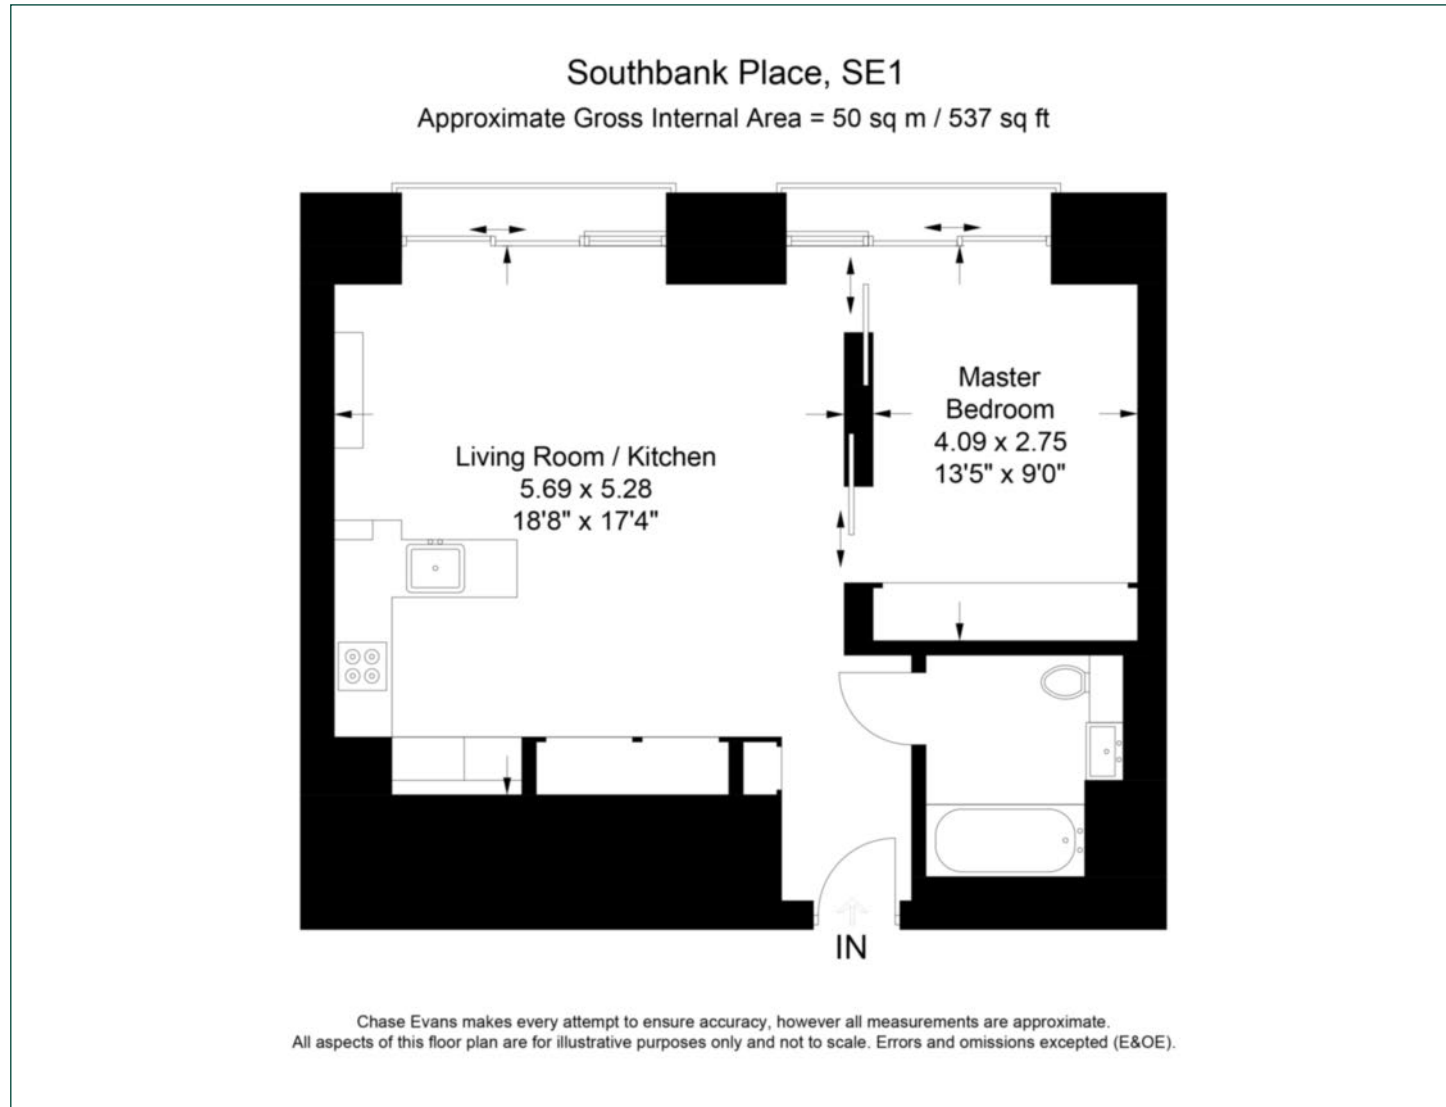 Southbank Place, SE1
Approximate Gross Internal Area = 50 sq m / 537 sq ft
Master
Bedroom
4.09 x 2.75
13'5" x 9'0"
Living Room / Kitchen
5.69 x 5.28
18'8" x 17'4"
IN
Chase Evans makes every attempt to ensure accuracy, however all measurements are approximate.
All aspects of this floor plan are for illustrative purposes only and not to scale. Errors and omissions excepted (E&OE).